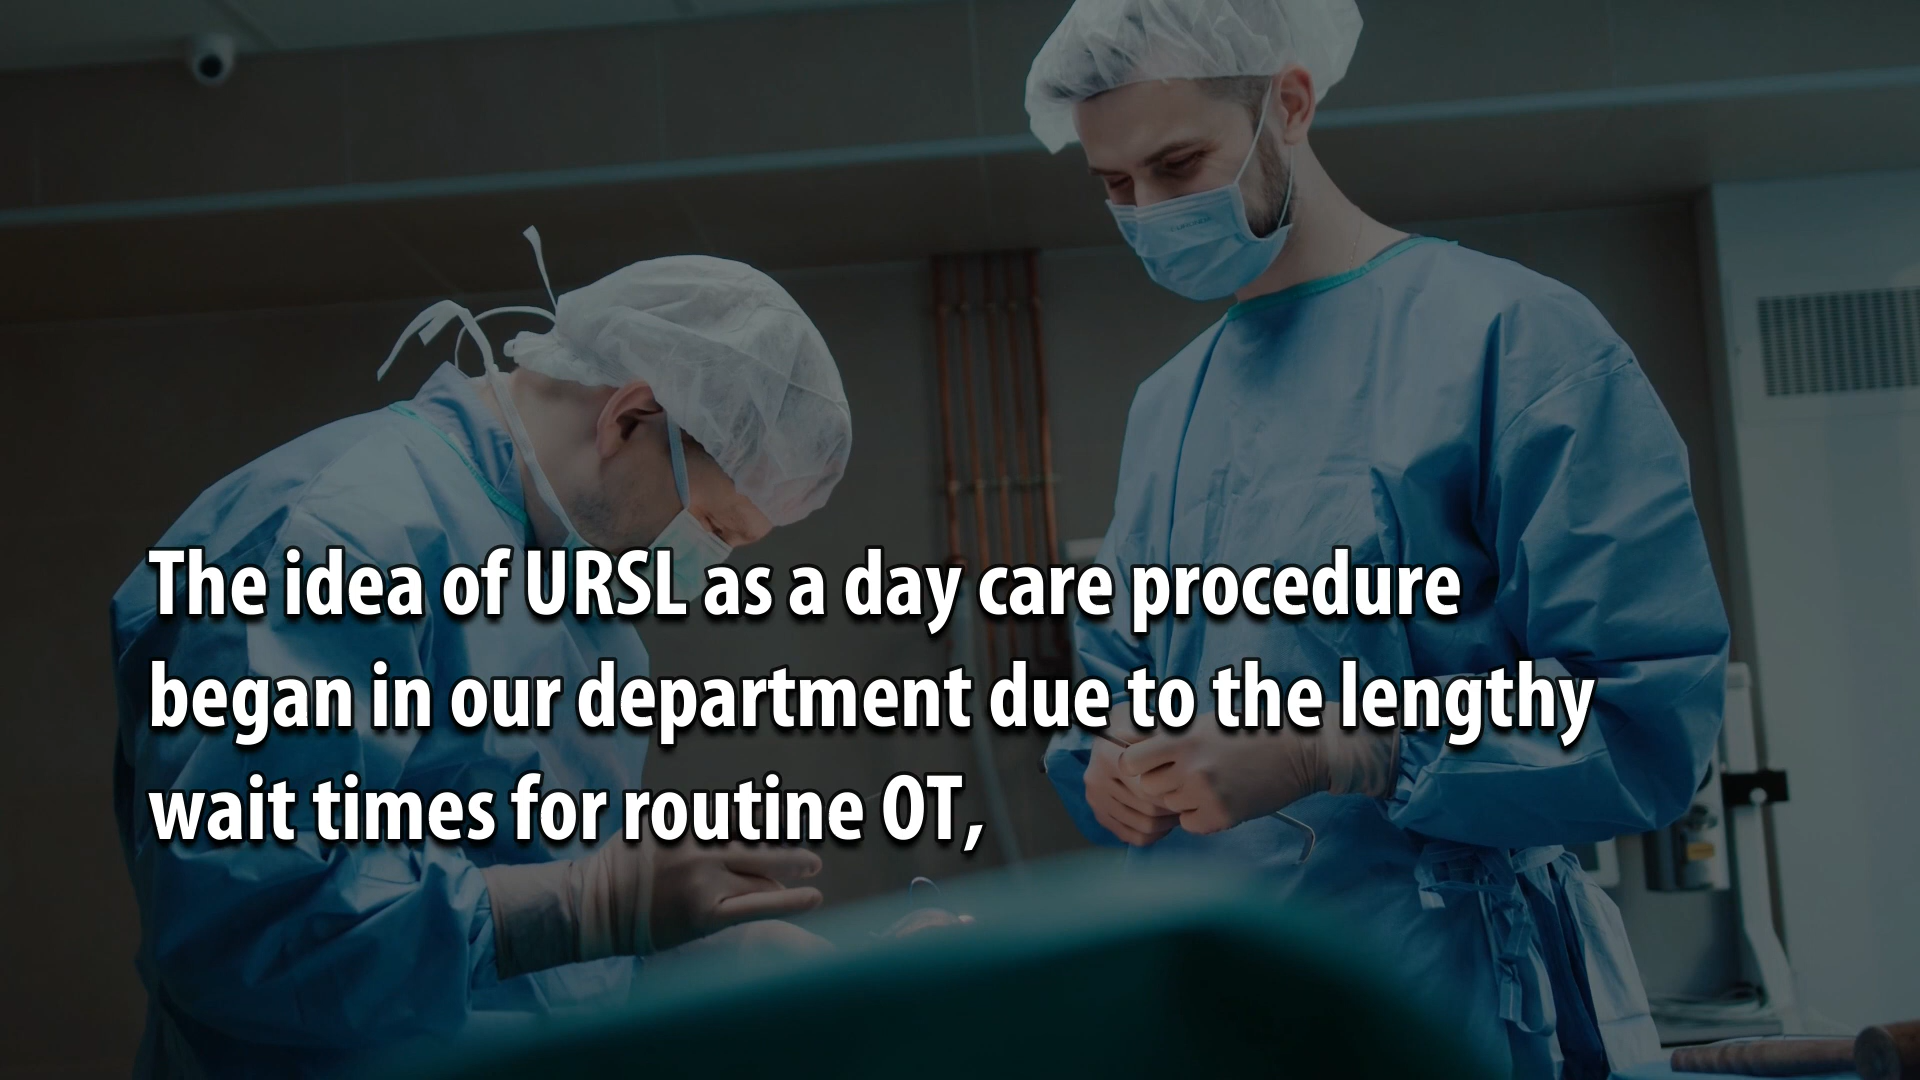 The idea of URSL as a day care procedure
began in our department due to the lengthy
wait times for routine OT,